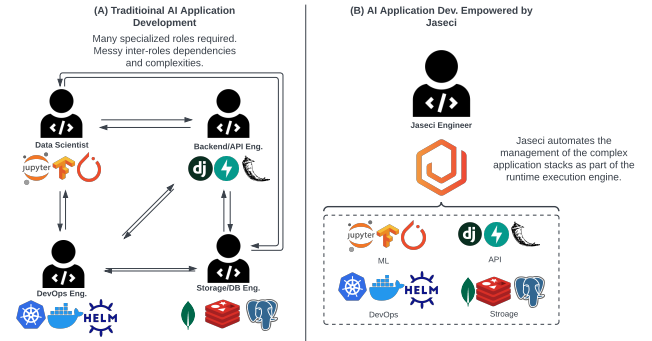 (A) Traditioinal AI Application
Development
Many specialized roles required.
Messy inter-roles dependencies
and complexities.
Data Scientist
Backend/API Eng.
jupyter
dj
DevOps Eng.
Storage/DB Eng.
HELM
(B) AI Application Dev. Empowered by
Jaseci
Jaseci Engineer
Jaseci automates the
management of the complex
application stacks as part of the
runtime execution engine.
jupyter
dj
ML
API
HELM
DevOps
Stroage